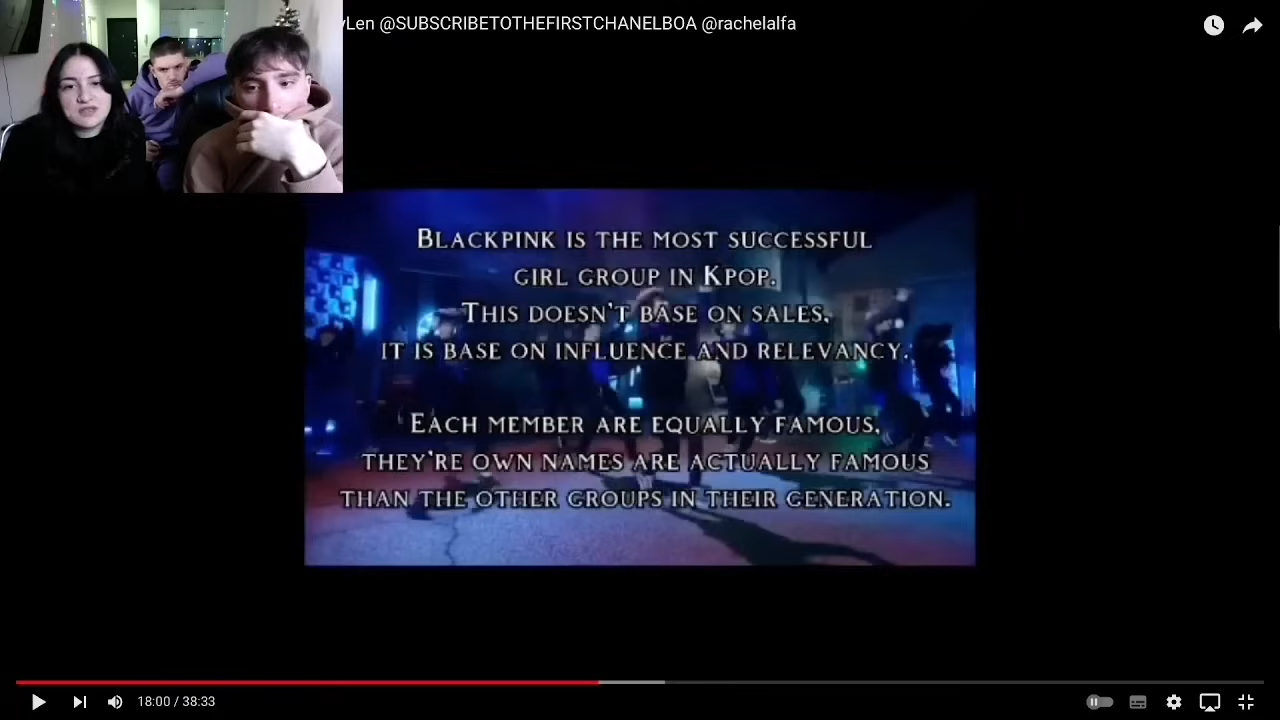 yLen @SUBSCRIBETOTHEFIRSTCHANELBOA @rachelalfa
BLACKPINK IS THE MOST SUCCESSFUL
GIRL GROUP IN KPOP.
THIS DOESN'T BASE ON SALES,
IT IS BASE ON INFLUENCE AND RELEVANCY.
EACH MEMBER ARE EQUALLY FAMOUS,
THEY'RE OWN NAMES ARE ACTUALLY FAMOUS
THAN THE OTHER GROUPS IN THEIR GENERATION.
18:00 / 38:33